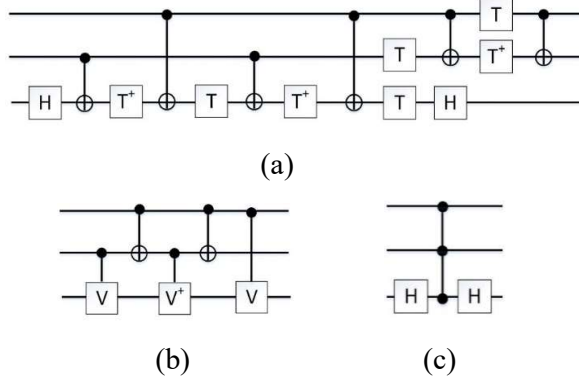 T
T T⁺
H T⁺ T T⁺ T H
(a)
V V⁺ V H H
(b) (c)